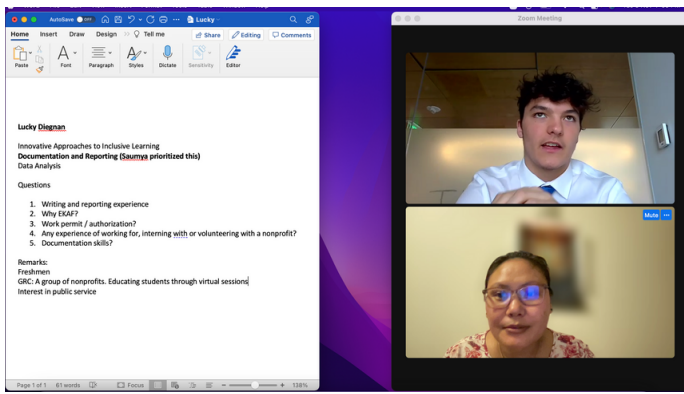 AutoSave OFF
Lucky
Home Insert Draw Design Tell me
Share Editing Comments
Paste Font Paragraph Styles Dictate Sensitivity Editor
Lucky Diegnan
Innovative Approaches to Inclusive Learning
Documentation and Reporting (Saumya prioritized this)
Data Analysis
Questions
1. Writing and reporting experience
2. Why EKAF?
3. Work permit / authorization?
4. Any experience of working for, interning with or volunteering with a nonprofit?
5. Documentation skills?
Remarks:
Freshmen
GRC: A group of nonprofits. Educating students through virtual sessions
Interest in public service
Page 1 of 1 61 words Focus 138%
Zoom Meeting
Mute